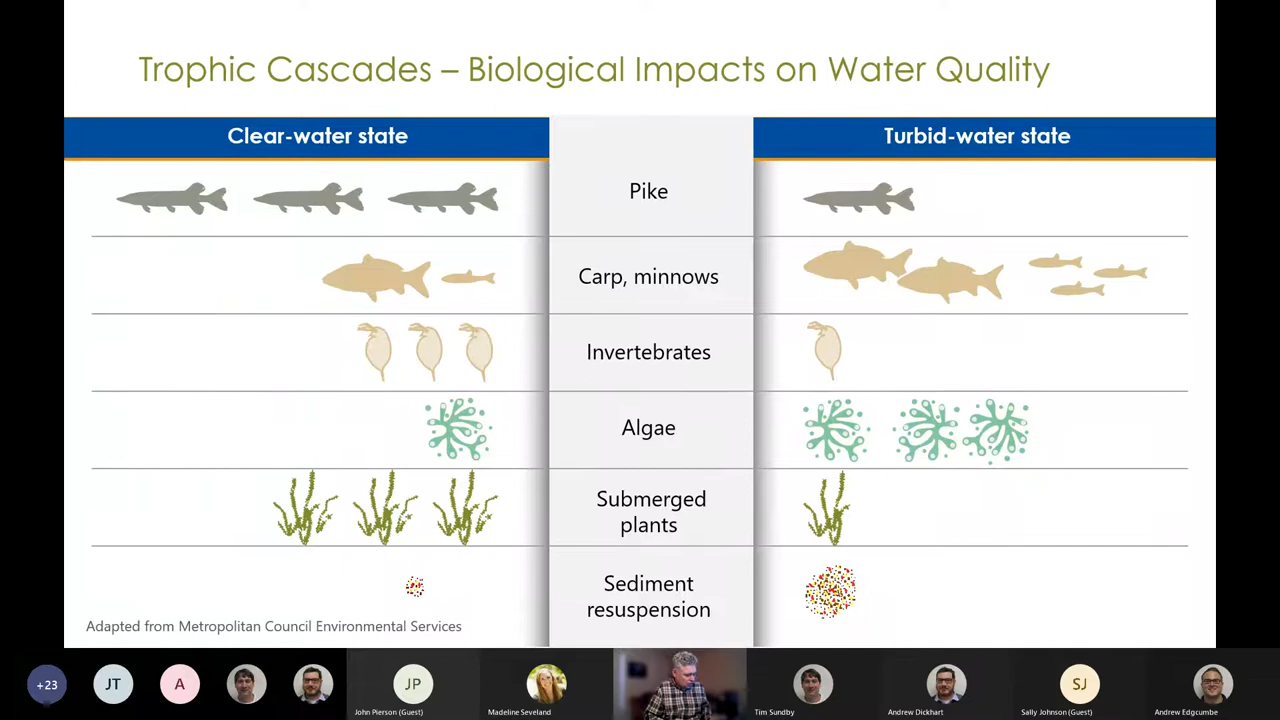 Trophic Cascades – Biological Impacts on Water Quality
Clear-water state
Turbid-water state
Pike
Carp, minnows
Invertebrates
Algae
Submerged
plants
Sediment
resuspension
Adapted from Metropolitan Council Environmental Services
+23
JT
A
JP
SJ
John Pierson (Guest)
Madeline Seveland
Tim Sundby
Andrew Dickhart
Sally Johnson (Guest)
Andrew Edgcumbe